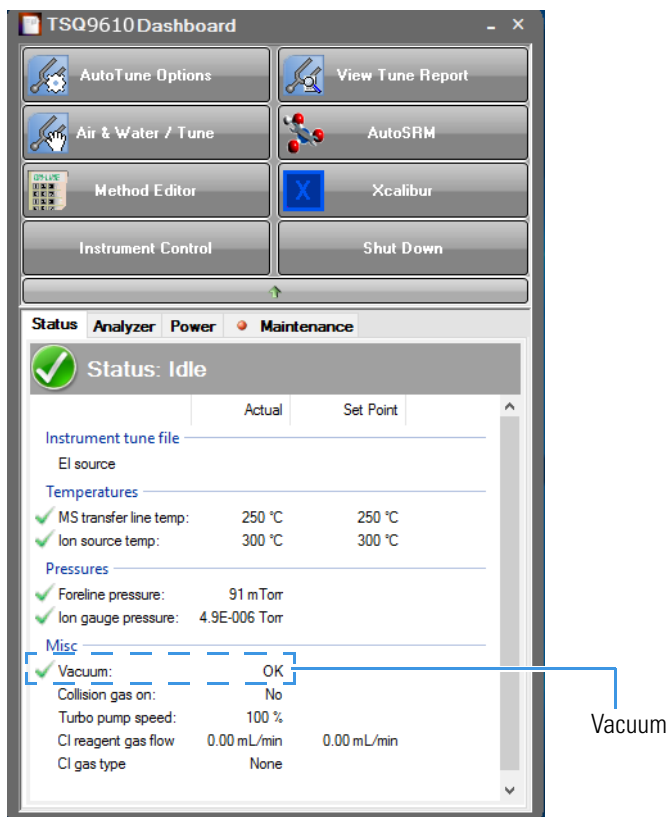 TSQ9610 Dashboard
AutoTune Options
View Tune Report
Air & Water / Tune
AutoSRM
Method Editor
X Xcalibur
Instrument Control
Shut Down
Status Analyzer Power Maintenance
Status: Idle
Actual Set Point
Instrument tune file
EI source
Temperatures
MS transfer line temp: 250 °C 250 °C
Ion source temp: 300 °C 300 °C
Pressures
Foreline pressure: 91 mTorr
Ion gauge pressure: 4.9E-006 Torr
Misc
Vacuum: OK
Collision gas on: No
Turbo pump speed: 100 %
CI reagent gas flow 0.00 mL/min 0.00 mL/min
CI gas type None
Vacuum